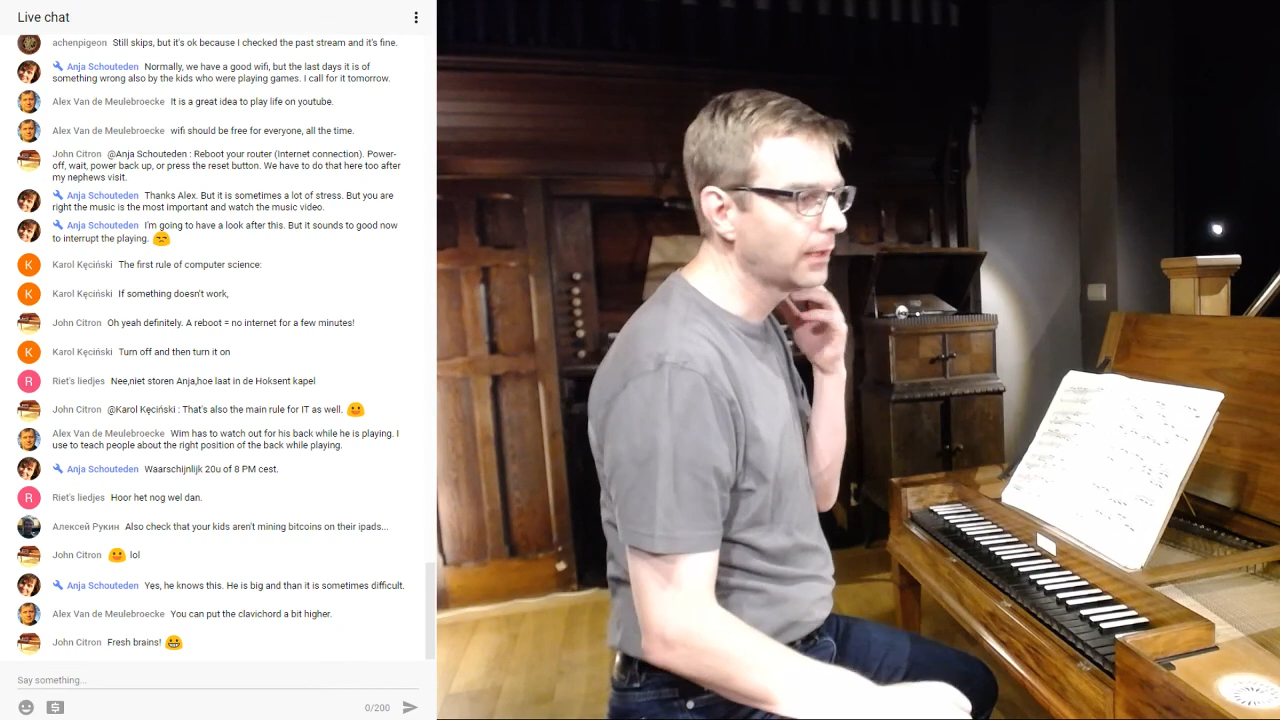 Live chat
achenpigeon Still skips, but it's ok because I checked the past stream and it's fine.
Anja Schouteden Normally, we have a good wifi, but the last days it is of
something wrong also by the kids who were playing games. I call for it tomorrow.
Alex Van de Meulebroecke It is a great idea to play life on youtube.
Alex Van de Meulebroecke wifi should be free for everyone, all the time.
John Citron @Anja Schouteden : Reboot your router (Internet connection). Power-
off, wait, power back up, or press the reset button. We have to do that here too after
my nephews visit.
Anja Schouteden Thanks Alex. But it is sometimes a lot of stress. But you are
right the music is the most important and watch the music video.
Anja Schouteden I'm going to have a look after this. But it sounds to good now
to interrupt the playing.
K Karol Kęciński The first rule of computer science:
K Karol Kęciński If something doesn't work,
John Citron Oh yeah definitely. A reboot = no internet for a few minutes!
K Karol Kęciński Turn off and then turn it on
R Riet's liedjes Nee,niet storen Anja,hoe laat in de Hoksent kapel
John Citron @Karol Kęciński : That's also the main rule for IT as well.
Alex Van de Meulebroecke Wim has to watch out for his back while he is playing. I
use to teach people about the right position of the back while playing.
Anja Schouteden Waarschijnlijk 20u of 8 PM cest.
R Riet's liedjes Hoor het nog wel dan.
Алексей Рукин Also check that your kids aren't mining bitcoins on their ipads...
John Citron lol
Anja Schouteden Yes, he knows this. He is big and than it is sometimes difficult.
Alex Van de Meulebroecke You can put the clavichord a bit higher.
John Citron Fresh brains!
Say something...
0/200